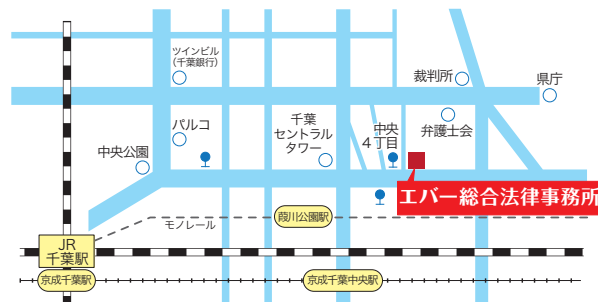 ツインビル
（千葉銀行）
裁判所
県庁
パルコ
千葉
セントラル
タワー
中央
4丁目
弁護士会
中央公園
エバー総合法律事務所
モノレール
葭川公園駅
JR
千葉駅
京成千葉駅
京成千葉中央駅